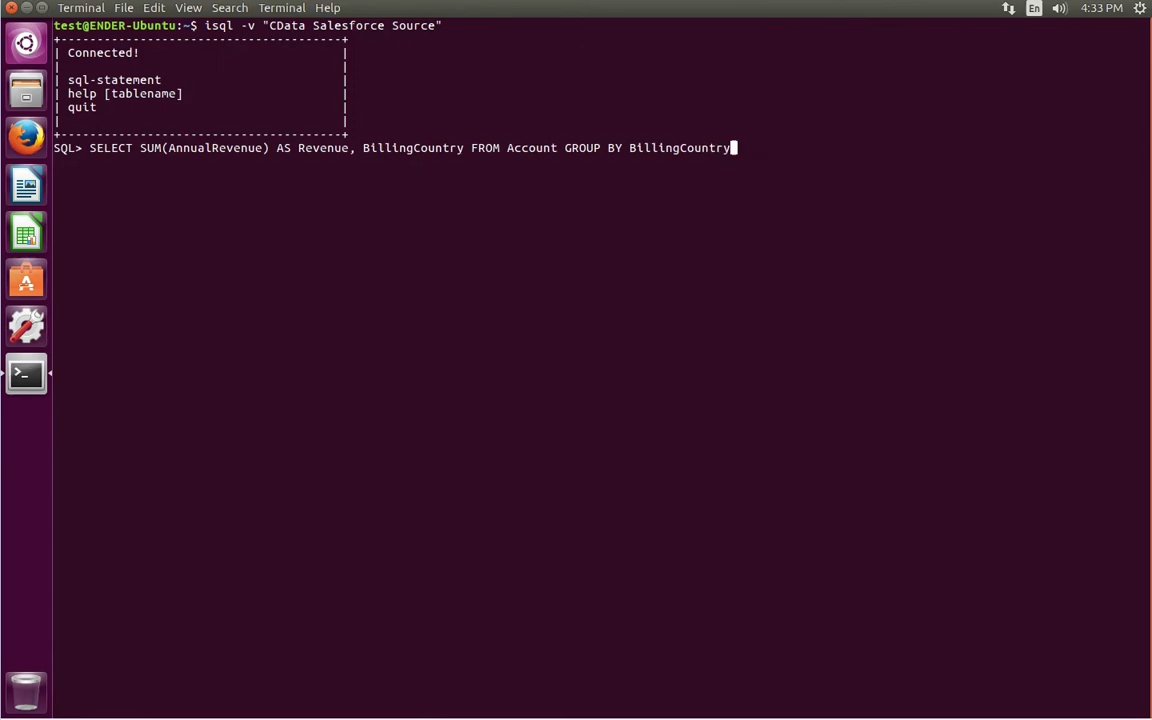 Terminal File Edit View Search Terminal Help En 4:33 PM
test@ENDER-Ubuntu:~$ isql -v "CData Salesforce Source"
+---------------------------------------+
| Connected!                            |
|                                       |
| sql-statement                         |
| help [tablename]                      |
| quit                                  |
|                                       |
+---------------------------------------+
SQL> SELECT SUM(AnnualRevenue) AS Revenue, BillingCountry FROM Account GROUP BY BillingCountry